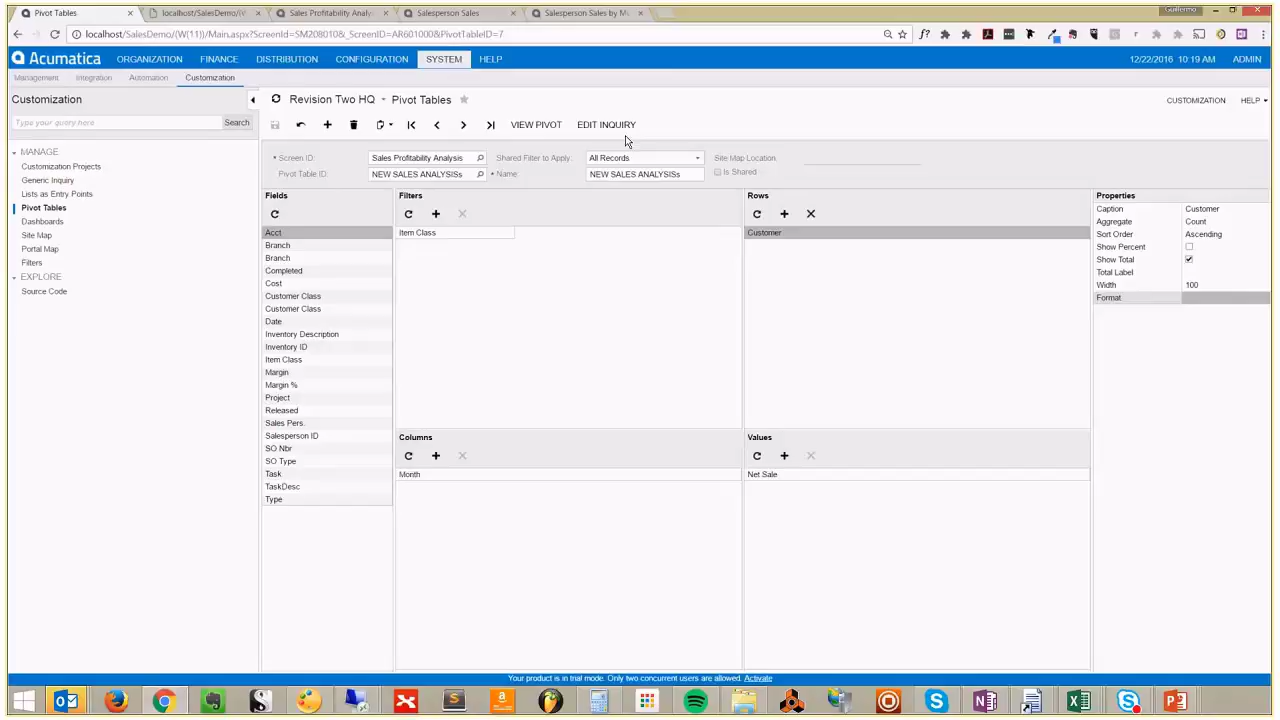 Pivot Tables
localhost/SalesDemo/(W(
Sales Profitability Analy
Salesperson Sales
Salesperson Sales by M
Guillermo
localhost/SalesDemo/(W(11))/Main.aspx?ScreenId=SM208010&_ScreenID=AR601000&PivotTableID=7
Acumatica
ORGANIZATION FINANCE DISTRIBUTION CONFIGURATION SYSTEM HELP
12/22/2016 10:19 AM ADMIN
Management Integration Automation Customization
Customization
Revision Two HQ Pivot Tables
CUSTOMIZATION HELP
Type your query here Search
VIEW PIVOT EDIT INQUIRY
MANAGE
Customization Projects
Generic Inquiry
Lists as Entry Points
Pivot Tables
Dashboards
Site Map
Portal Map
Filters
EXPLORE
Source Code
* Screen ID: Sales Profitability Analysis Shared Filter to Apply: All Records Site Map Location:
Pivot Table ID: NEW SALES ANALYSISs * Name: NEW SALES ANALYSISs Is Shared
Fields
Acct
Branch
Branch
Completed
Cost
Customer Class
Customer Class
Date
Inventory Description
Inventory ID
Item Class
Margin
Margin %
Project
Released
Sales Pers.
Salesperson ID
SO Nbr
SO Type
Task
TaskDesc
Type
Filters
Item Class
Rows
Customer
Columns
Month
Values
Net Sale
Properties
Caption Customer
Aggregate Count
Sort Order Ascending
Show Percent
Show Total
Total Label
Width 100
Format
Your product is in trial mode. Only two concurrent users are allowed. Activate